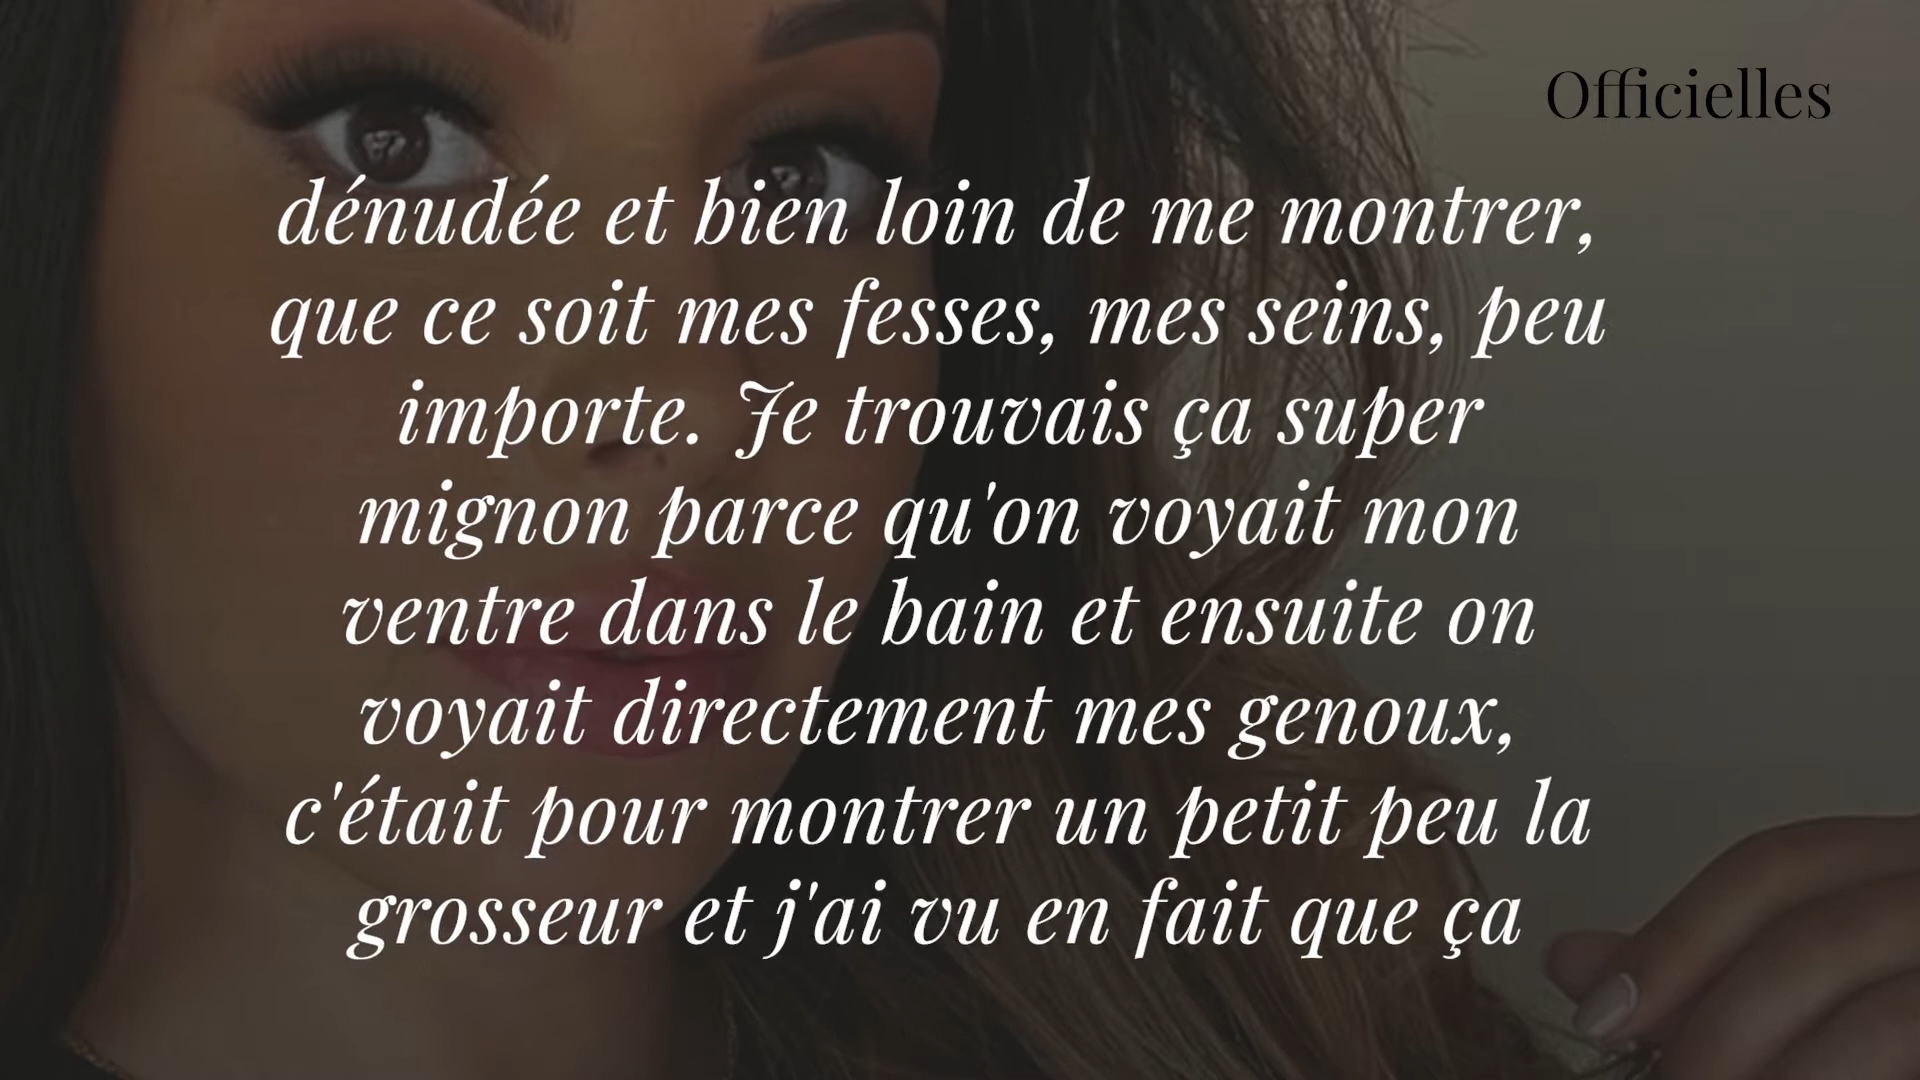 Officielles
dénudée et bien loin de me montrer,
que ce soit mes fesses, mes seins, peu
importe. Je trouvais ça super
mignon parce qu'on voyait mon
ventre dans le bain et ensuite on
voyait directement mes genoux,
c'était pour montrer un petit peu la
grosseur et j'ai vu en fait que ça